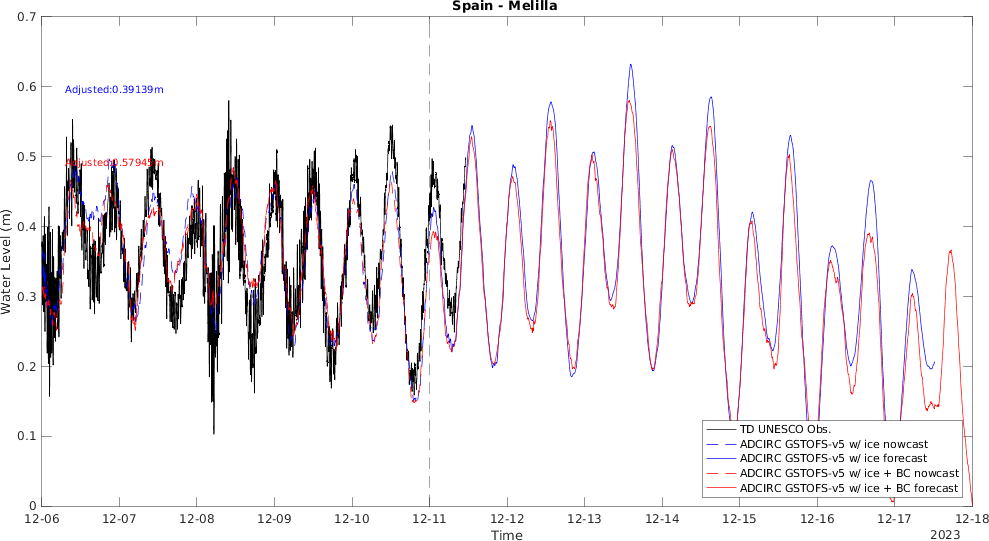 Spain - Melilla
0.7
0.6
0.5
0.4
0.3
0.2
0.1
0
Water Level (m)
Adjusted:0.39139m
Adjusted:0.57945m
TD UNESCO Obs.
ADCIRC GSTOFS-v5 w/ ice nowcast
ADCIRC GSTOFS-v5 w/ ice forecast
ADCIRC GSTOFS-v5 w/ ice + BC nowcast
ADCIRC GSTOFS-v5 w/ ice + BC forecast
12-06 12-07 12-08 12-09 12-10 12-11 12-12 12-13 12-14 12-15 12-16 12-17 12-18
Time
2023